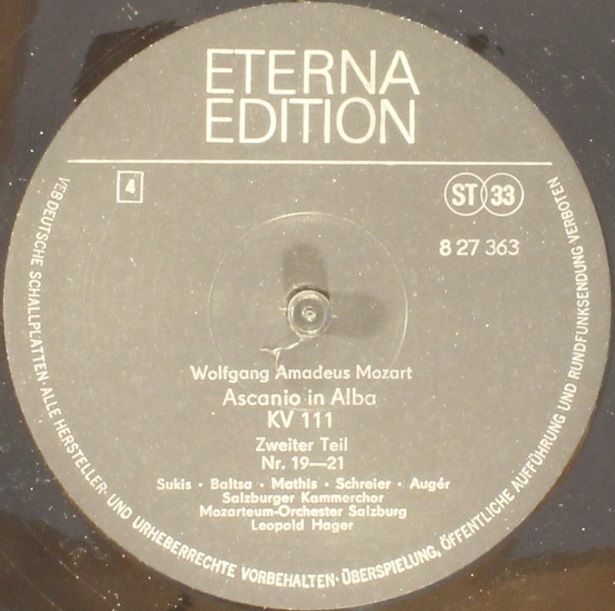 ETERNA
EDITION
4
ST 33
8 27 363
Wolfgang Amadeus Mozart
Ascanio in Alba
KV 111
Zweiter Teil
Nr. 19—21
Sukis · Baltsa · Mathis · Schreier · Augér
Salzburger Kammerchor
Mozarteum-Orchester Salzburg
Leopold Hager
VEB DEUTSCHE SCHALLPLATTEN · ALLE HERSTELLER- UND URHEBERRECHTE VORBEHALTEN · ÜBERSPIELUNG, ÖFFENTLICHE AUFFÜHRUNG UND RUNDFUNKSENDUNG VERBOTEN